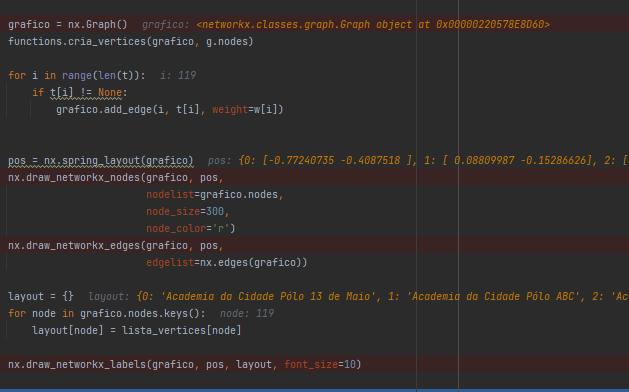 grafico = nx.Graph()  grafico: <networkx.classes.graph.Graph object at 0x00000220578E8D60>
functions.cria_vertices(grafico, g.nodes)
for i in range(len(t)):  i: 119
    if t[i] != None:
        grafico.add_edge(i, t[i], weight=w[i])
pos = nx.spring_layout(grafico)  pos: {0: [-0.77240735 -0.4087518 ], 1: [ 0.08809987 -0.15286626], 2: [
nx.draw_networkx_nodes(grafico, pos,
                       nodelist=grafico.nodes,
                       node_size=300,
                       node_color='r')
nx.draw_networkx_edges(grafico, pos,
                       edgelist=nx.edges(grafico))
layout = {}  layout: {0: 'Academia da Cidade Pólo 13 de Maio', 1: 'Academia da Cidade Pólo ABC', 2: 'Ac
for node in grafico.nodes.keys():  node: 119
    layout[node] = lista_vertices[node]
nx.draw_networkx_labels(grafico, pos, layout, font_size=10)